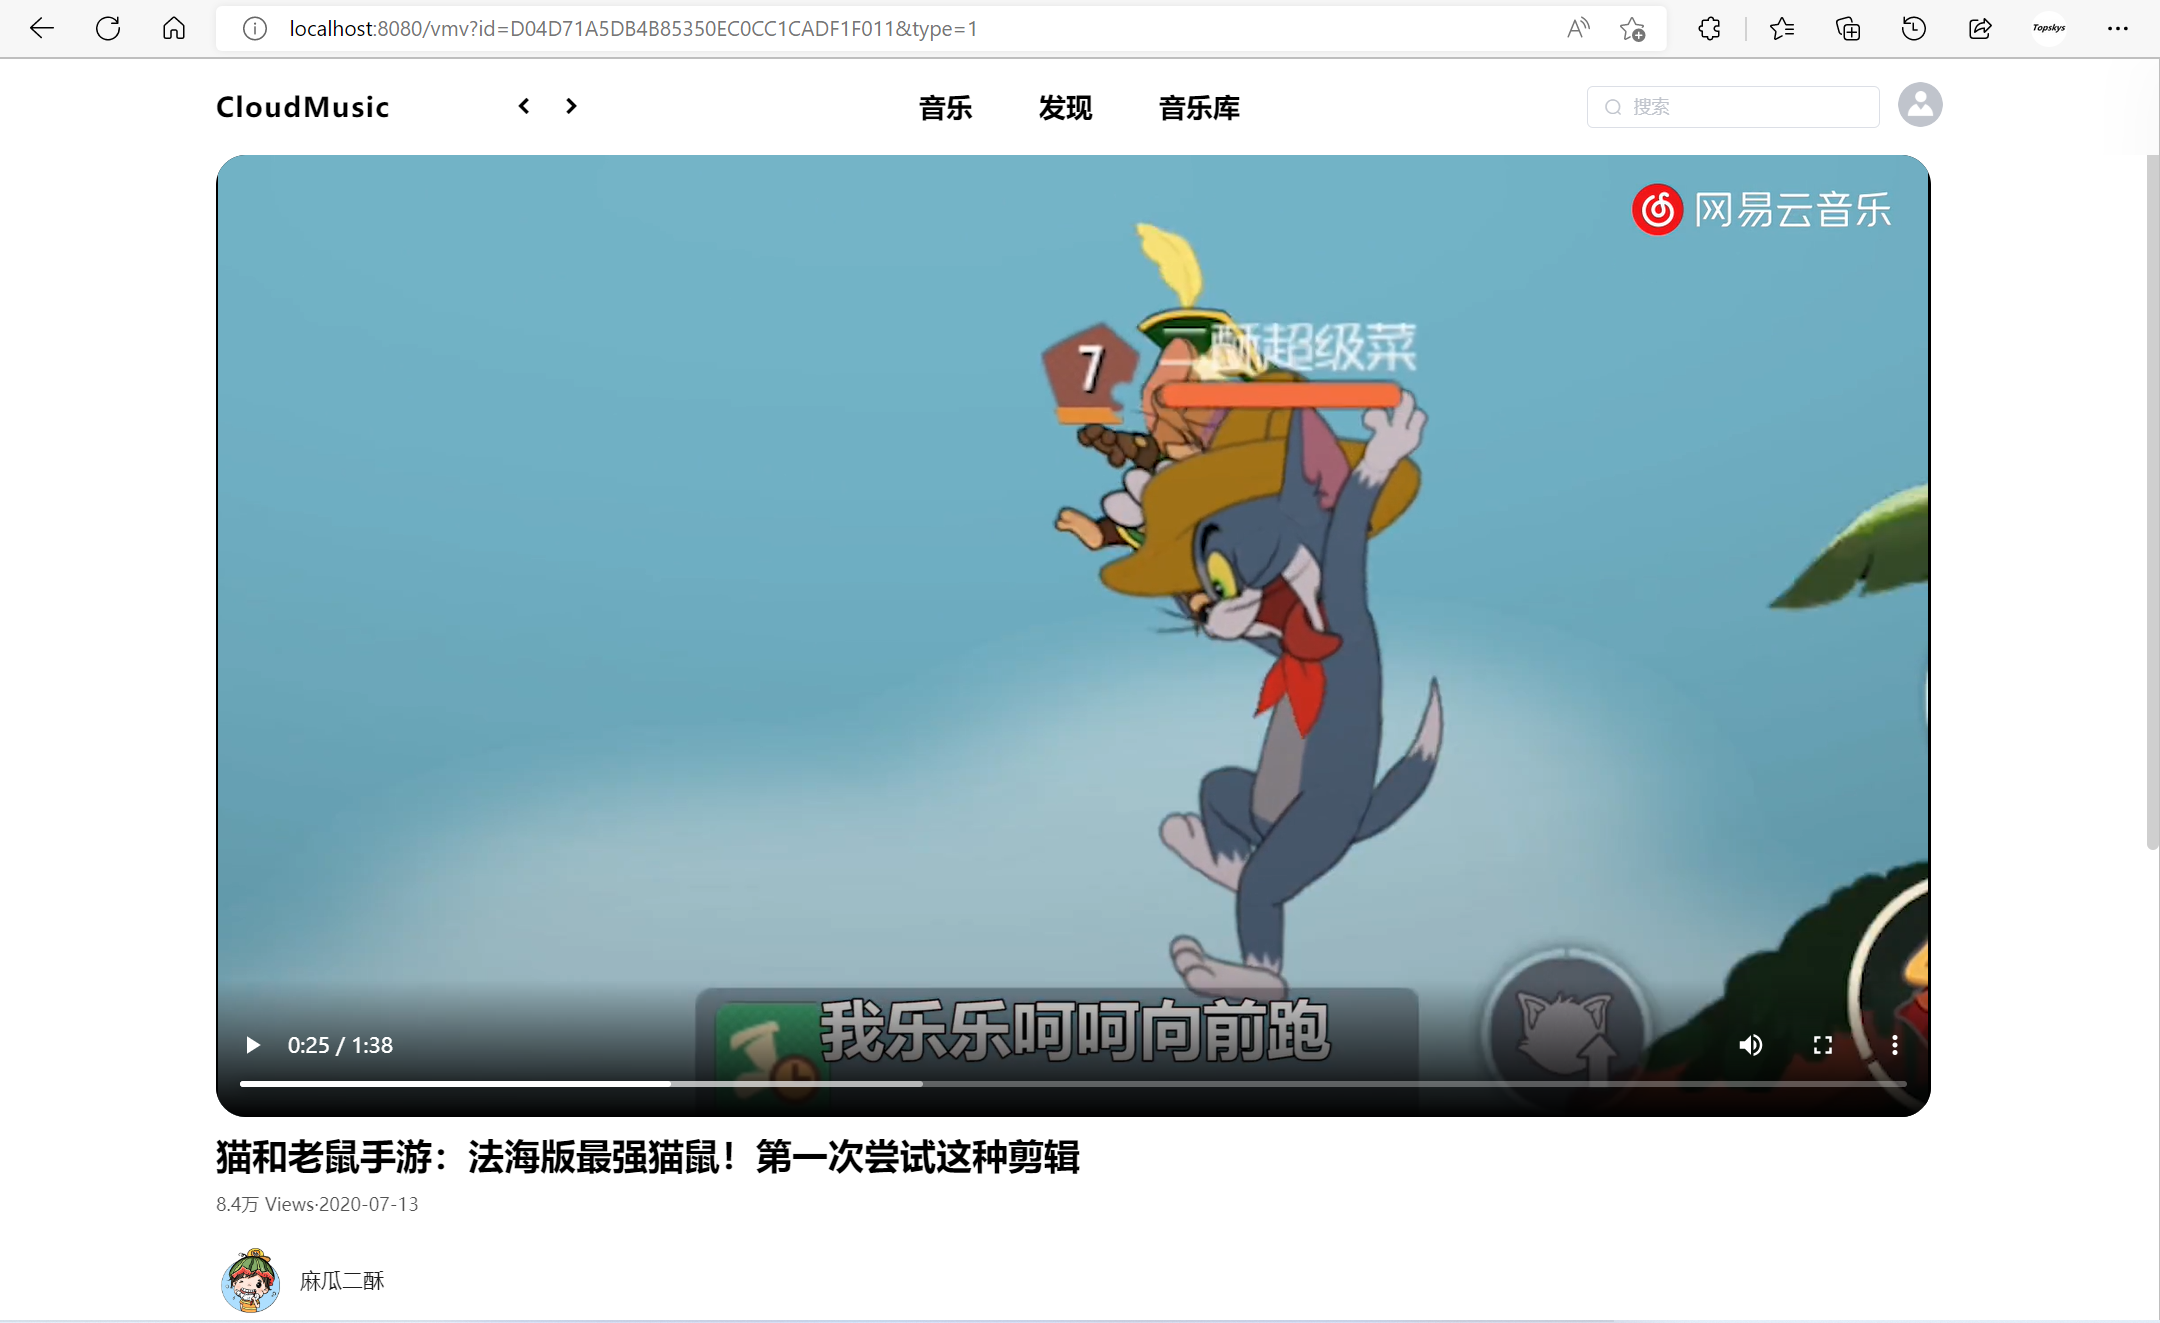 localhost:8080/vmv?id=D04D71A5DB4B85350EC0CC1CADF1F011&type=1
Topskys
CloudMusic
音乐 发现 音乐库
搜索
网易云音乐
二酥超级菜
7
我乐乐呵呵向前跑
0:25 / 1:38
猫和老鼠手游：法海版最强猫鼠！第一次尝试这种剪辑
8.4万 Views·2020-07-13
麻瓜二酥